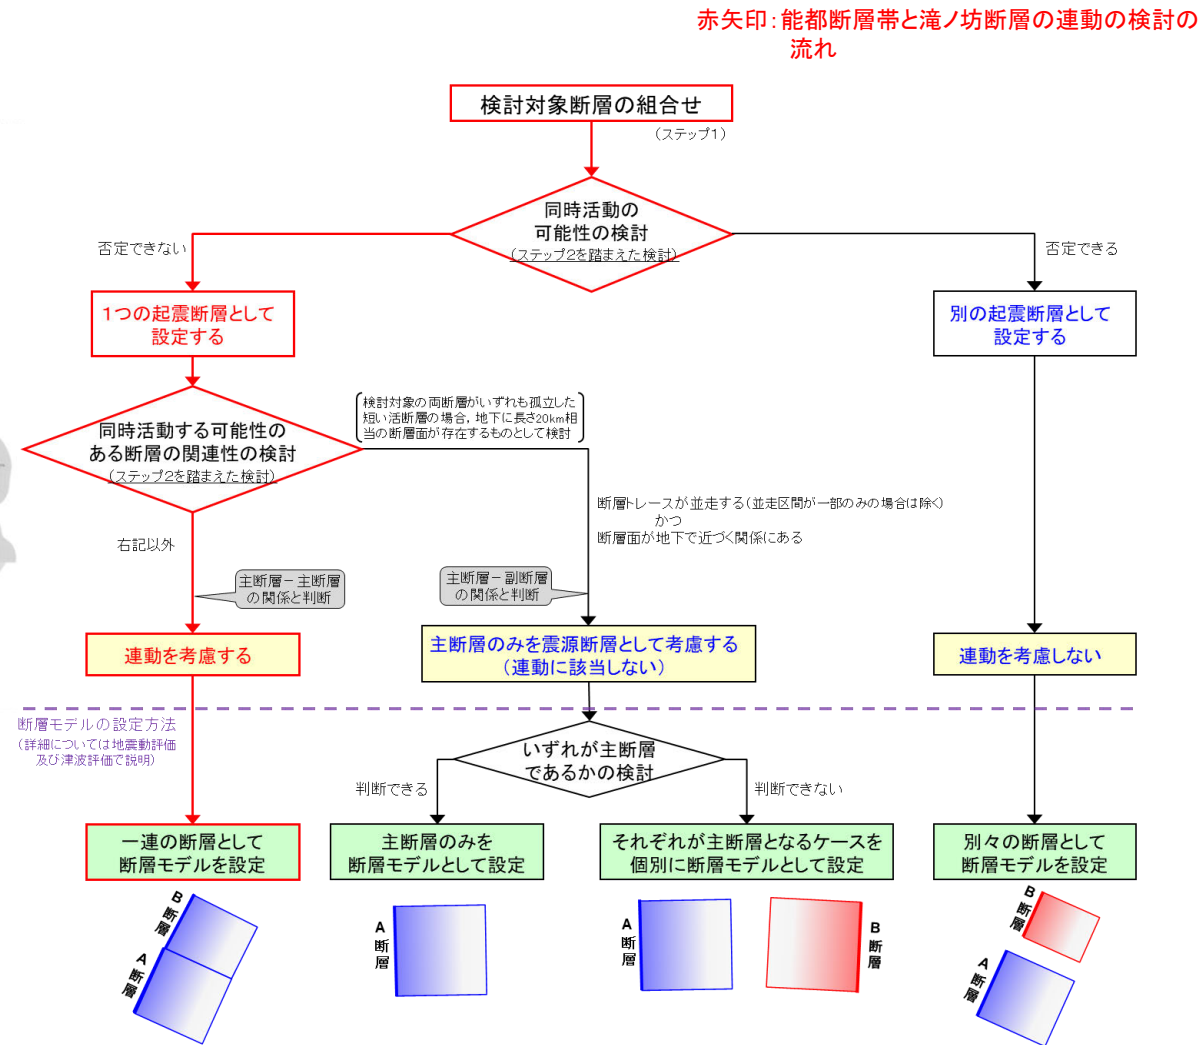 赤矢印：能都断層帯と滝ノ坊断層の連動の検討の
流れ
検討対象断層の組合せ
（ステップ1）
同時活動の
可能性の検討
（ステップ2を踏まえた検討）
否定できない
否定できる
1つの起震断層として
設定する
別の起震断層として
設定する
検討対象の両断層がいずれも孤立した
短い活断層の場合，地下に長さ20km相
当の断層面が存在するものとして検討
同時活動する可能性の
ある断層の関連性の検討
（ステップ2を踏まえた検討）
断層トレースが並走する（並走区間が一部のみの場合は除く）
かつ
断層面が地下で近づく関係にある
右記以外
主断層－主断層
の関係と判断
主断層－副断層
の関係と判断
連動を考慮する
主断層のみを震源断層として考慮する
（連動に該当しない）
連動を考慮しない
断層モデルの設定方法
（詳細については地震動評価
及び津波評価で説明）
いずれが主断層
であるかの検討
判断できる
判断できない
一連の断層として
断層モデルを設定
主断層のみを
断層モデルとして設定
それぞれが主断層となるケースを
個別に断層モデルとして設定
別々の断層として
断層モデルを設定
B断層
A断層
A断層
A断層
B断層
B断層
A断層